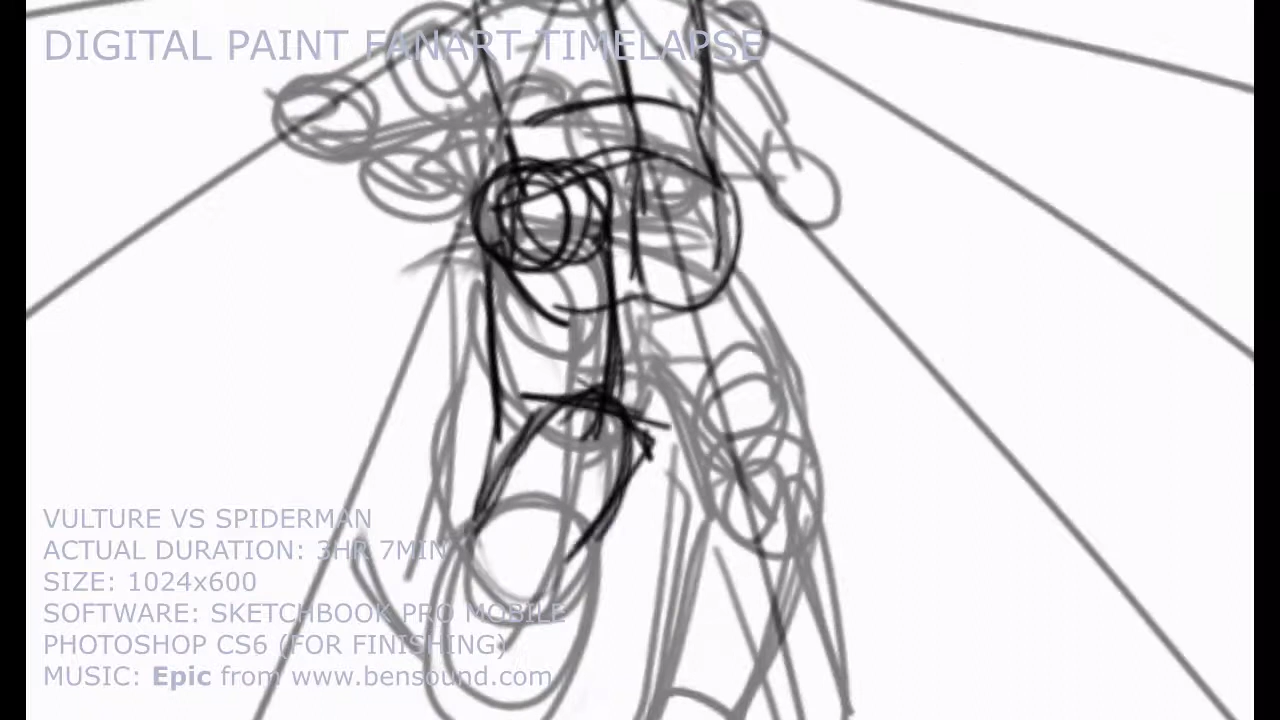 DIGITAL PAINT FANART TIMELAPSE
VULTURE VS SPIDERMAN
ACTUAL DURATION: 3HR 7MIN
SIZE: 1024x600
SOFTWARE: SKETCHBOOK PRO MOBILE
PHOTOSHOP CS6 (FOR FINISHING)
MUSIC: Epic from www.bensound.com